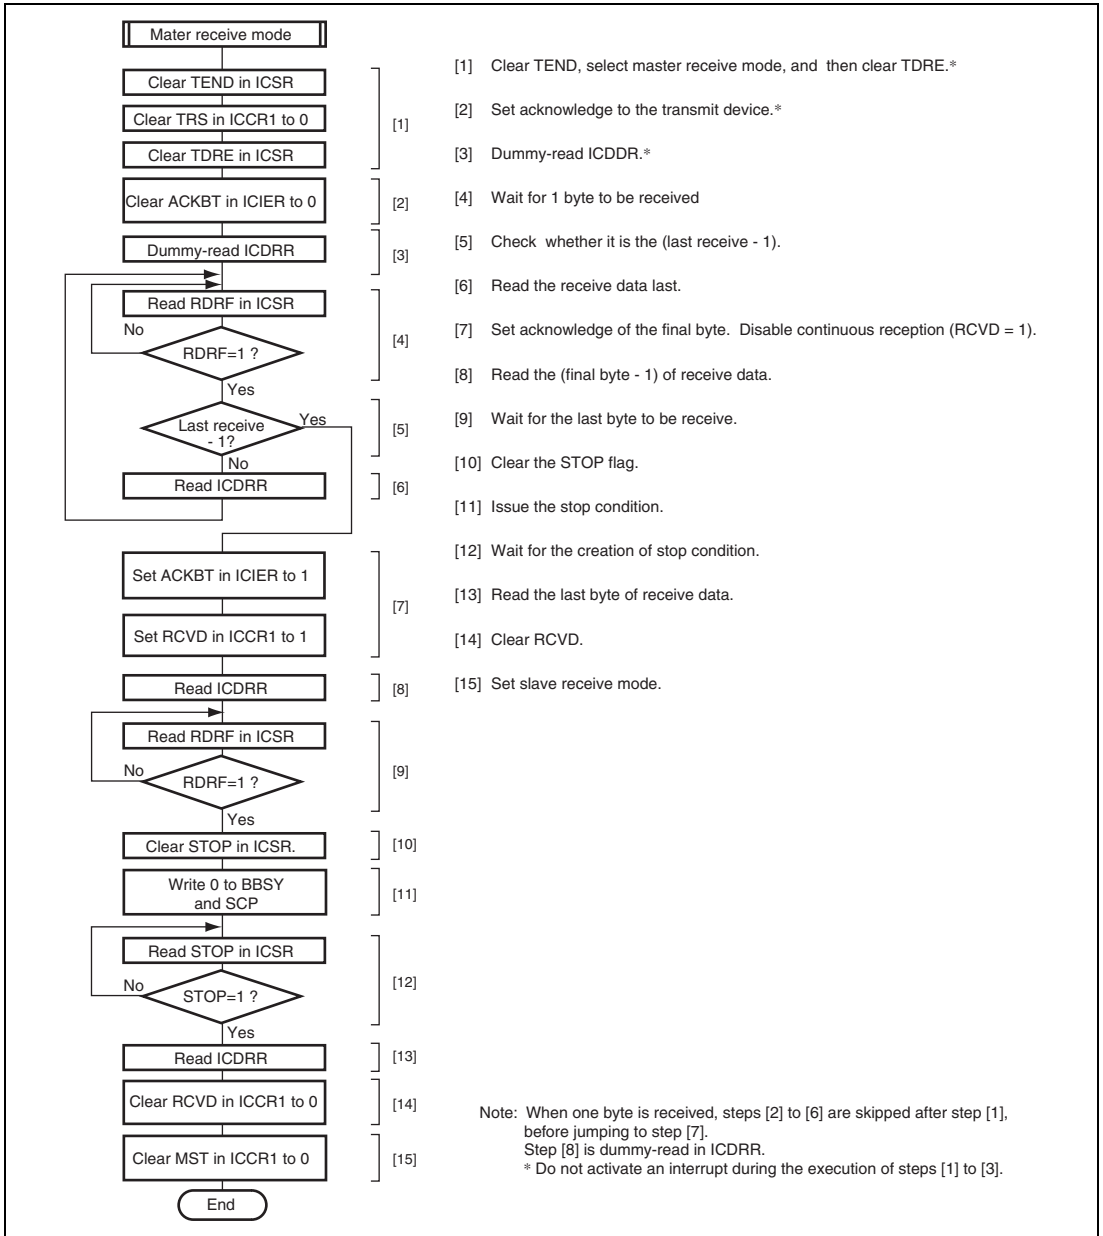 Mater receive mode
Clear TEND in ICSR
Clear TRS in ICCR1 to 0
Clear TDRE in ICSR
[1]
Clear ACKBT in ICIER to 0
[2]
Dummy-read ICDRR
[3]
Read RDRF in ICSR
No
RDRF=1 ?
[4]
Yes
Last receive
- 1?
Yes
[5]
No
Read ICDRR
[6]
Set ACKBT in ICIER to 1
[7]
Set RCVD in ICCR1 to 1
Read ICDRR
[8]
Read RDRF in ICSR
No
RDRF=1 ?
[9]
Yes
Clear STOP in ICSR.
[10]
Write 0 to BBSY
and SCP
[11]
Read STOP in ICSR
No
STOP=1 ?
[12]
Yes
Read ICDRR
[13]
Clear RCVD in ICCR1 to 0
[14]
Clear MST in ICCR1 to 0
[15]
End
[1] Clear TEND, select master receive mode, and then clear TDRE.*
[2] Set acknowledge to the transmit device.*
[3] Dummy-read ICDDR.*
[4] Wait for 1 byte to be received
[5] Check whether it is the (last receive - 1).
[6] Read the receive data last.
[7] Set acknowledge of the final byte. Disable continuous reception (RCVD = 1).
[8] Read the (final byte - 1) of receive data.
[9] Wait for the last byte to be receive.
[10] Clear the STOP flag.
[11] Issue the stop condition.
[12] Wait for the creation of stop condition.
[13] Read the last byte of receive data.
[14] Clear RCVD.
[15] Set slave receive mode.
Note: When one byte is received, steps [2] to [6] are skipped after step [1],
before jumping to step [7].
Step [8] is dummy-read in ICDRR.
* Do not activate an interrupt during the execution of steps [1] to [3].